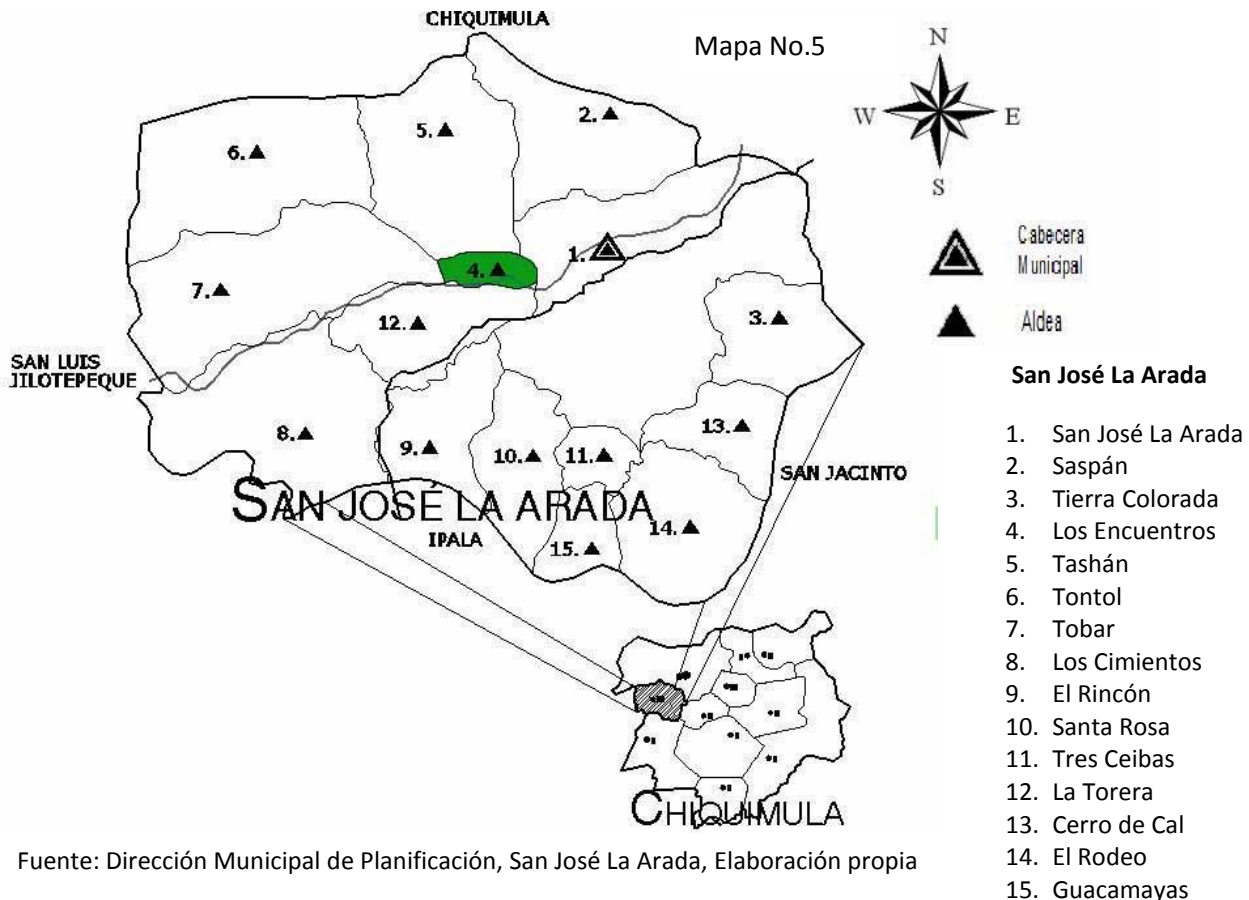 CHIQUIMULA
Mapa No.5
N
W
E
S
2.
5.
6.
1.
4.
7.
12.
3.
Cabecera
Municipal
Aldea
SAN LUIS
JILOTEPEQUE
8.
9.
10.
11.
13.
SAN JACINTO
SAN JOSÉ LA ARADA
IPALA
14.
15.
CHIQUIMULA
San José La Arada
1. San José La Arada
2. Saspán
3. Tierra Colorada
4. Los Encuentros
5. Tashán
6. Tontol
7. Tobar
8. Los Cimientos
9. El Rincón
10. Santa Rosa
11. Tres Ceibas
12. La Torera
13. Cerro de Cal
14. El Rodeo
15. Guacamayas
Fuente: Dirección Municipal de Planificación, San José La Arada, Elaboración propia